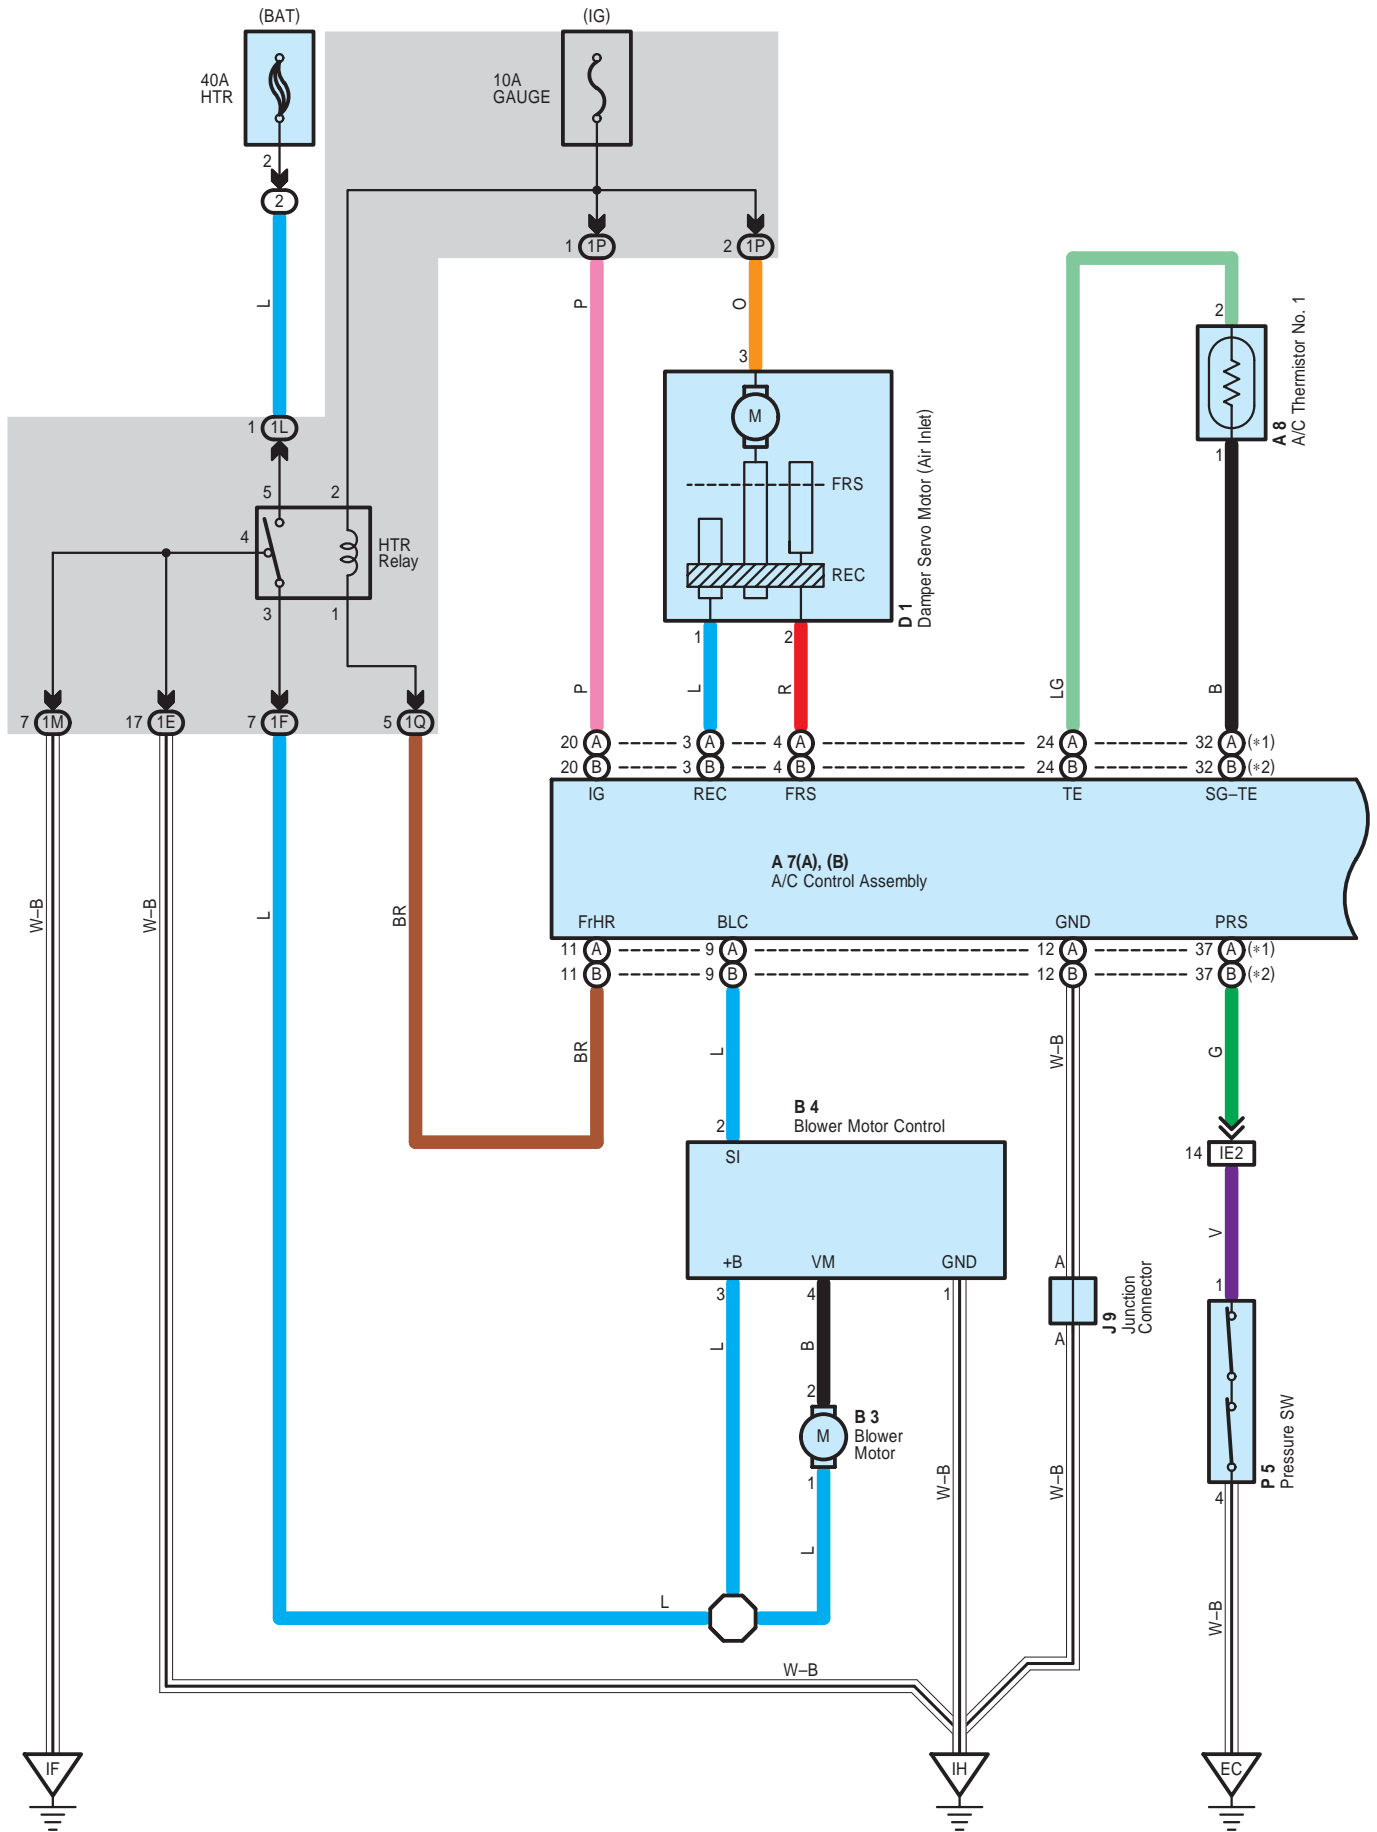 (BAT)
(IG)
40A
HTR
10A
GAUGE
2
2
1 1P
2 1P
L
P
O
2
A 8
A/C Thermistor No. 1
1
3
M
FRS
REC
D 1
Damper Servo Motor (Air Inlet)
1 1L
5
2
4
HTR
Relay
3
1
1
2
P
L
R
LG
B
7 1M
17 1E
7 1F
5 1Q
20 A
3 A
4 A
24 A
32 A (*1)
20 B
3 B
4 B
24 B
32 B (*2)
IG
REC
FRS
TE
SG–TE
A 7(A), (B)
A/C Control Assembly
W–B
W–B
L
BR
FrHR
BLC
GND
PRS
11 A
9 A
12 A
37 A (*1)
11 B
9 B
12 B
37 B (*2)
BR
L
W–B
G
B 4
Blower Motor Control
2
SI
14 IE2
V
+B
VM
GND
3
4
1
A
J 9
Junction
Connector
A
1
L
B
2
M
B 3
Blower
Motor
1
P 5
Pressure SW
4
W–B
W–B
L
L
W–B
W–B
IF
IH
EC